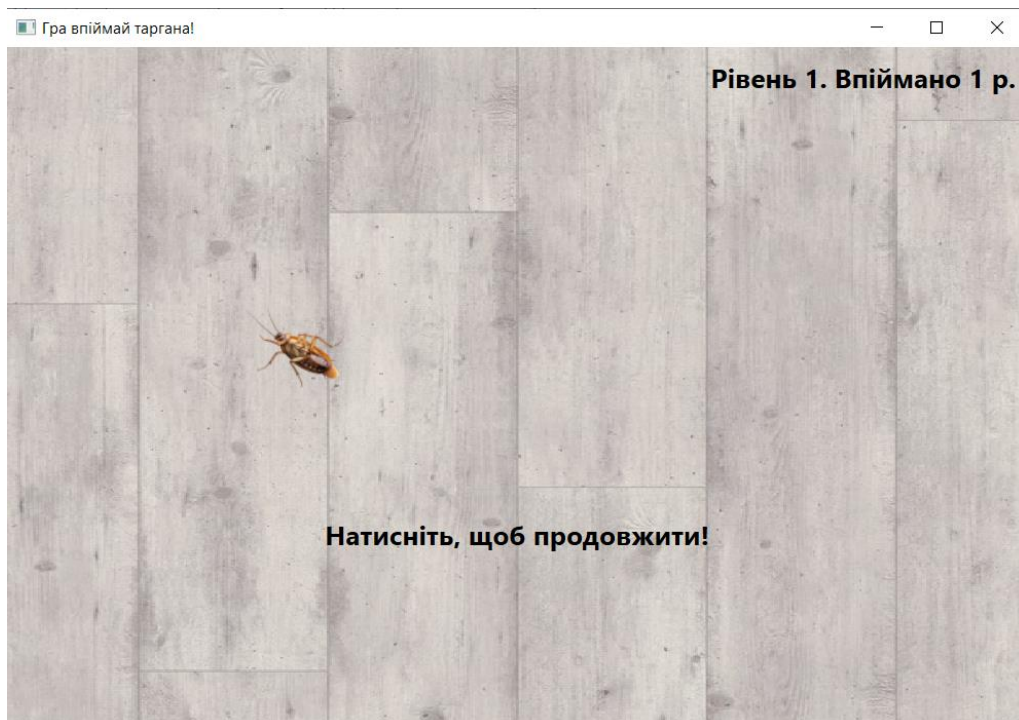 Гра впіймай таргана!
Рівень 1. Впіймано 1 р.
Натисніть, щоб продовжити!